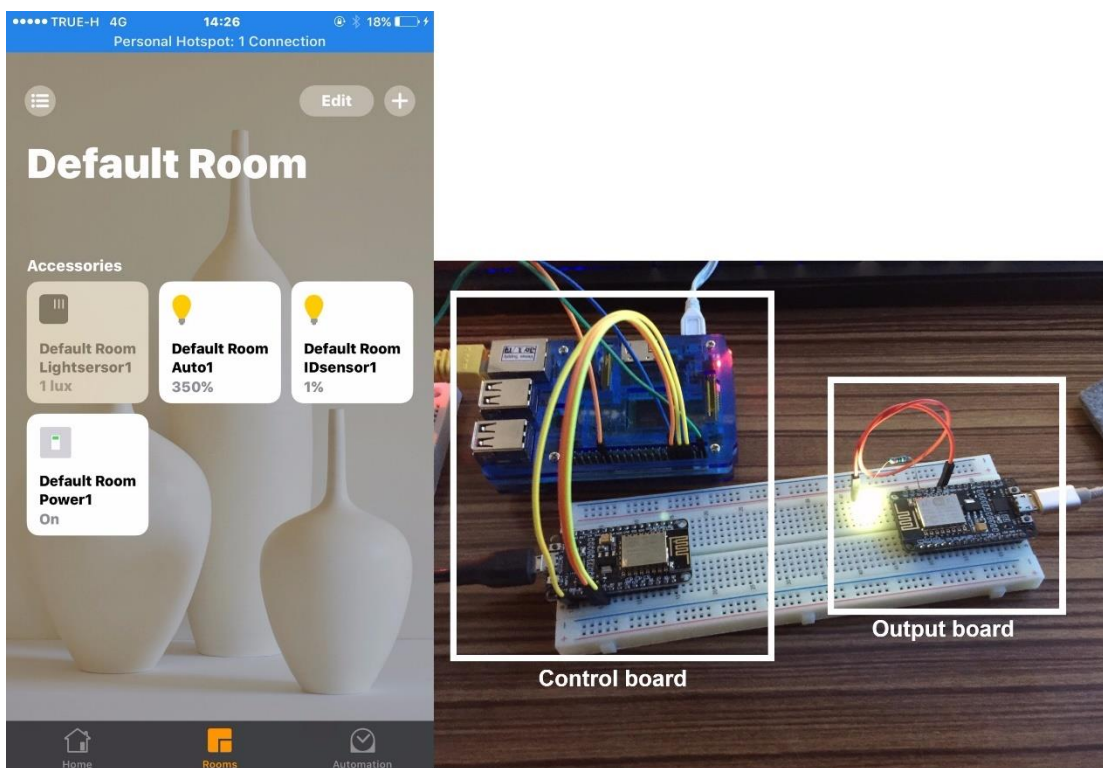 TRUE-H 4G 14:26 18%
Personal Hotspot: 1 Connection
Edit
Default Room
Accessories
Default Room
Lightsersor1
1 lux
Default Room
Auto1
350%
Default Room
IDsensor1
1%
Default Room
Power1
On
Home
Rooms
Automation
Control board
Output board